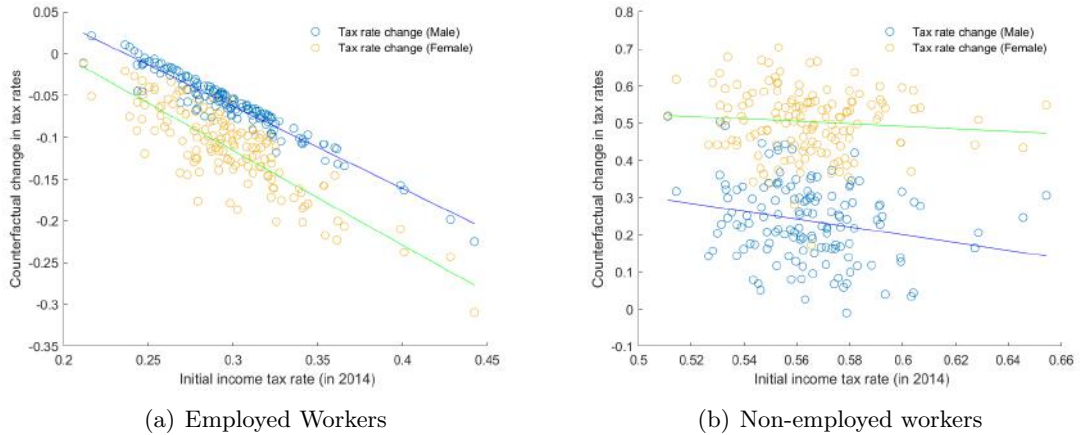 Counterfactual change in tax rates
0.05
0
-0.05
-0.1
-0.15
-0.2
-0.25
-0.3
-0.35
Tax rate change (Male)
Tax rate change (Female)
0.2 0.25 0.3 0.35 0.4 0.45
Initial income tax rate (in 2014)
(a) Employed Workers
Counterfactual change in tax rates
0.8
0.7
0.6
0.5
0.4
0.3
0.2
0.1
0
-0.1
Tax rate change (Male)
Tax rate change (Female)
0.5 0.52 0.54 0.56 0.58 0.6 0.62 0.64 0.66
Initial income tax rate (in 2014)
(b) Non-employed workers